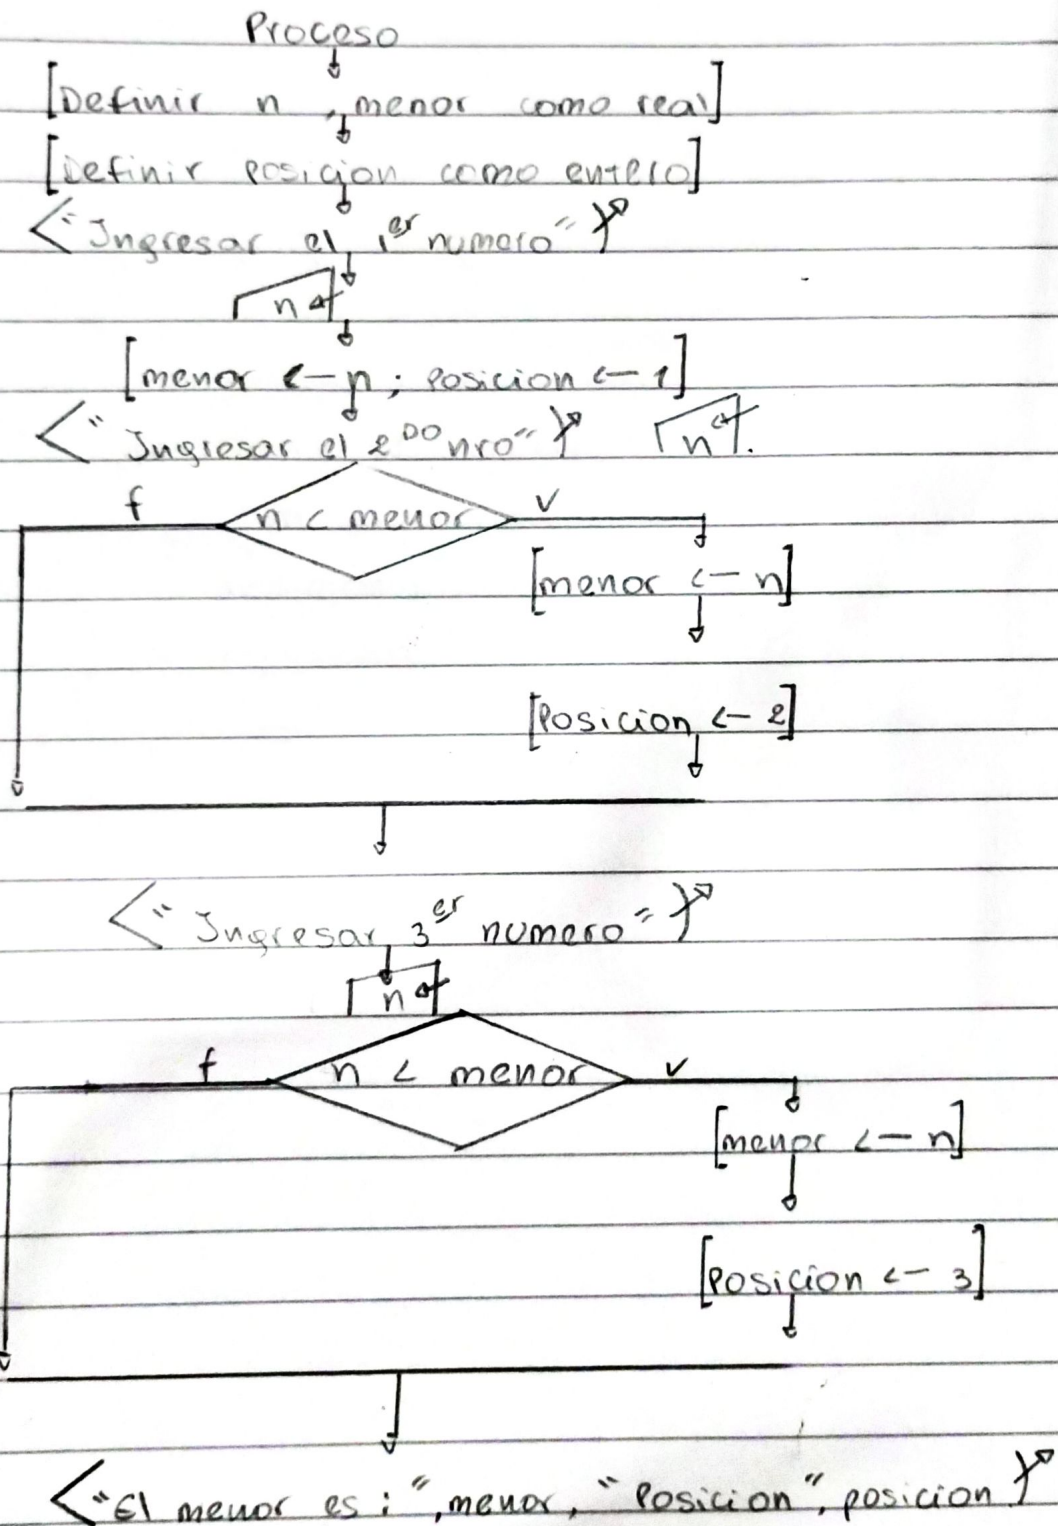 Proceso
[Definir n, menor como real]
[Definir posicion como entero]
"Ingresar el 1er numero"
n
[menor <- n; posicion <- 1]
"Ingresar el 2DO nro" n
f n < menor v
[menor <- n]
[Posicion <- 2]
"Ingresar 3er numero"
n
f n < menor v
[menor <- n]
[Posicion <- 3]
"El menor es: ", menor, "Posicion", posicion